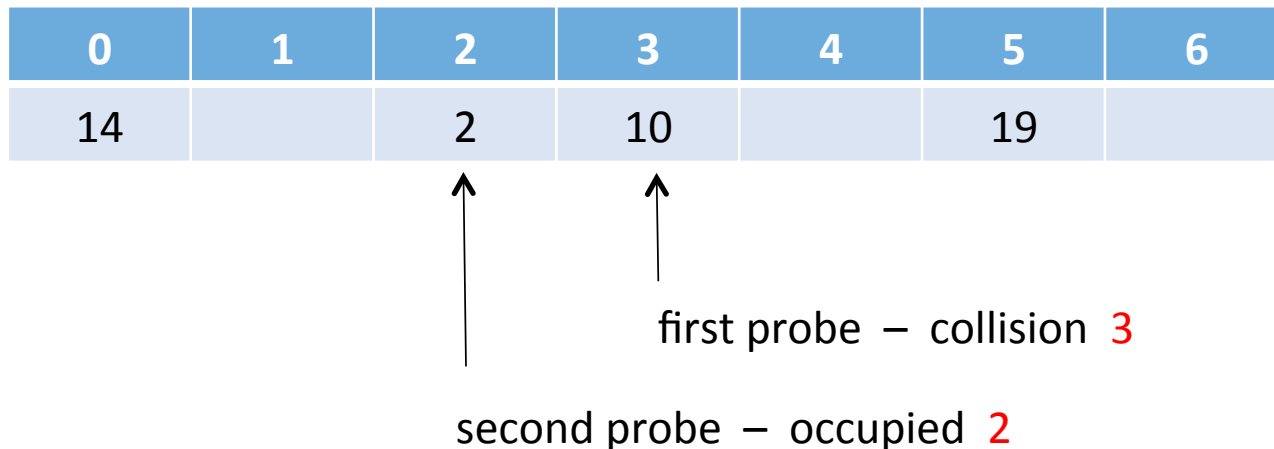 0 1 2 3 4 5 6
14 2 10 19
first probe – collision 3
second probe – occupied 2